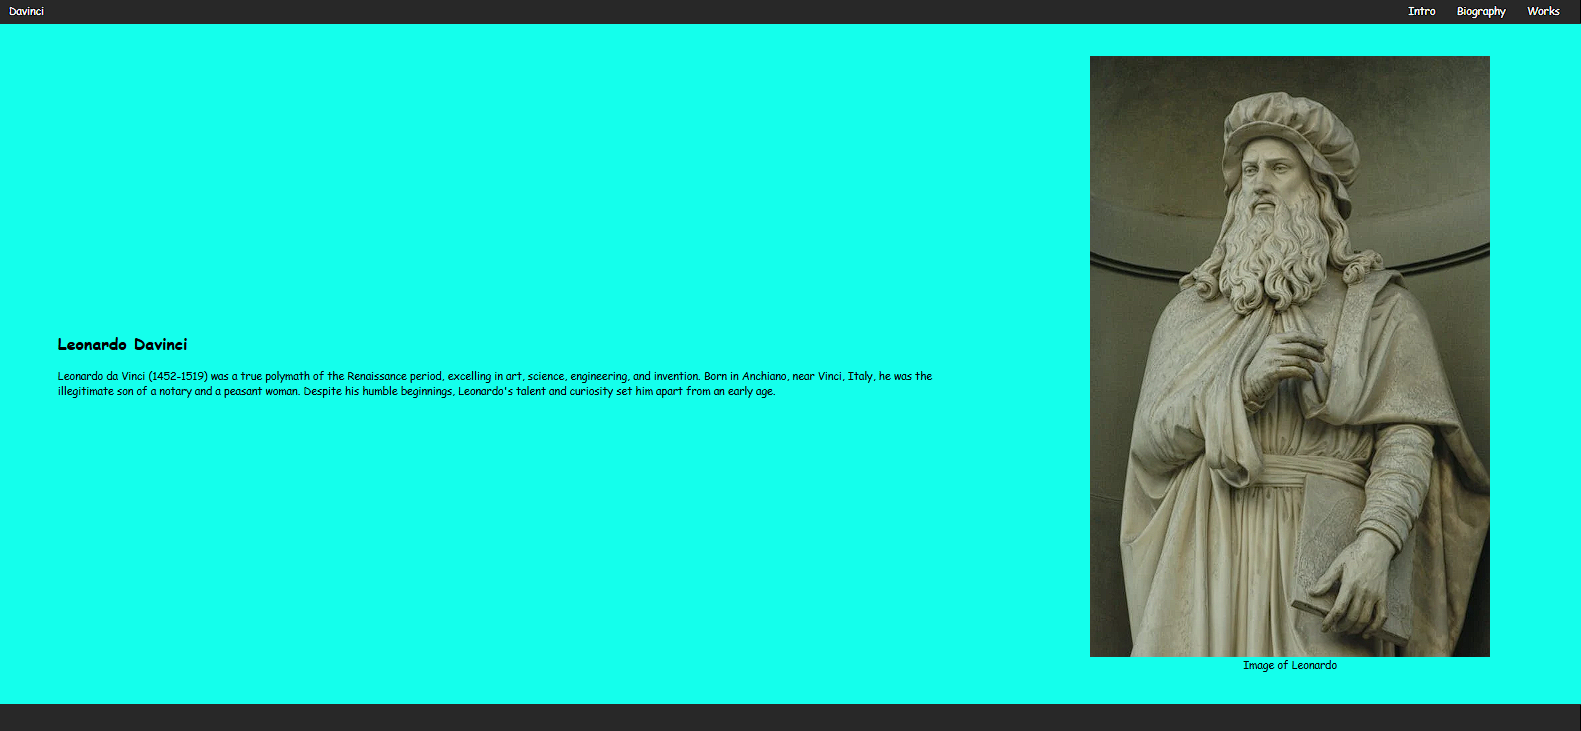 Davinci
Intro Biography Works
Leonardo Davinci
Leonardo da Vinci (1452-1519) was a true polymath of the Renaissance period, excelling in art, science, engineering, and invention. Born in Anchiano, near Vinci, Italy, he was the
illegitimate son of a notary and a peasant woman. Despite his humble beginnings, Leonardo's talent and curiosity set him apart from an early age.
Image of Leonardo